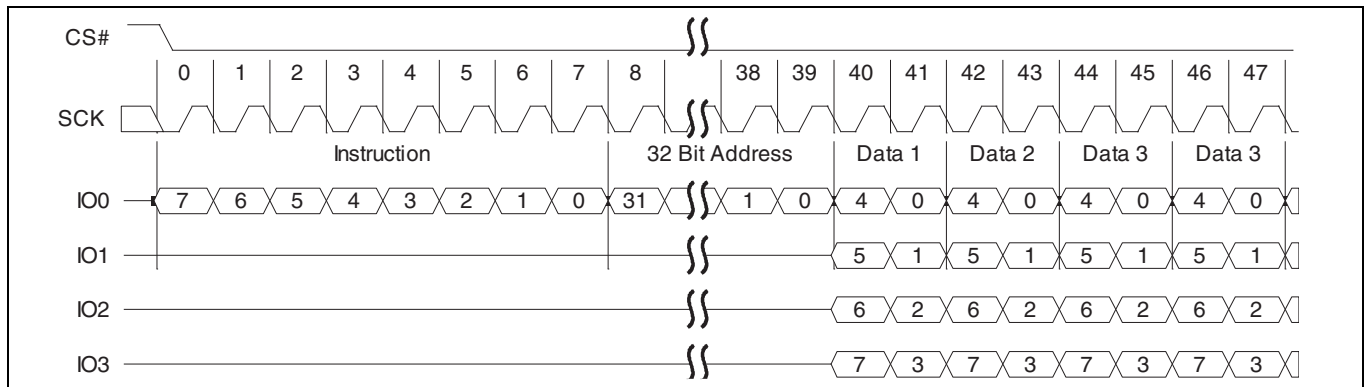 CS#
0 1 2 3 4 5 6 7 8 38 39 40 41 42 43 44 45 46 47
SCK
Instruction 32 Bit Address Data 1 Data 2 Data 3 Data 3
IO0 7 6 5 4 3 2 1 0 31 1 0 4 0 4 0 4 0 4 0
IO1 5 1 5 1 5 1 5 1
IO2 6 2 6 2 6 2 6 2
IO3 7 3 7 3 7 3 7 3